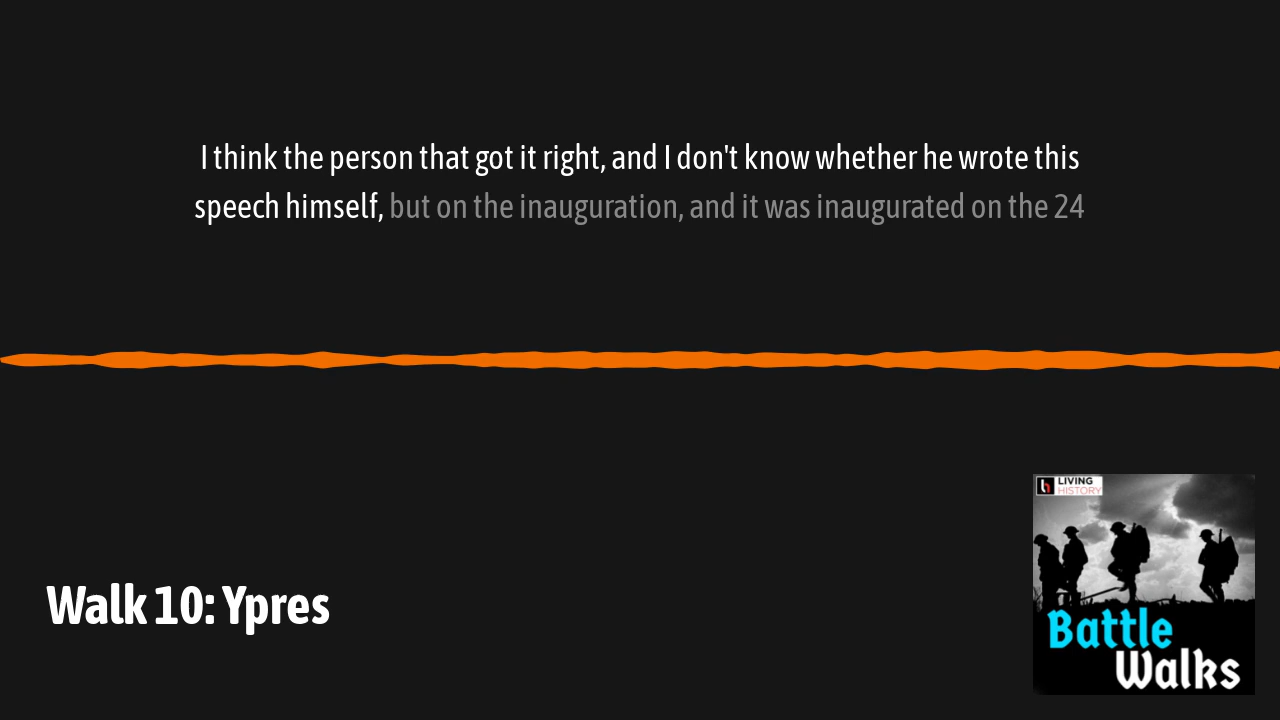 I think the person that got it right, and I don't know whether he wrote this
speech himself, but on the inauguration, and it was inaugurated on the 24
LIVING
HISTORY
Battle
Walks
Walk 10: Ypres